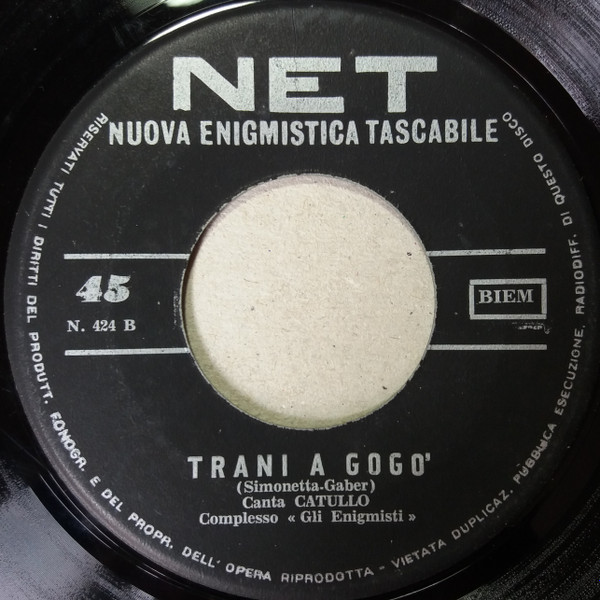 NET
NUOVA ENIGMISTICA TASCABILE
45
N. 424 B
BIEM
TRANI A GOGO'
(Simonetta-Gaber)
Canta CATULLO
Complesso « Gli Enigmisti »
RISERVATI TUTTI I DIRITTI DEL PRODUTT. FONOGR. E DEL PROPR. DELL'OPERA RIPRODOTTA - VIETATA DUPLICAZ. PUBBLICA ESECUZIONE, RADIODIFF. DI QUESTO DISCO